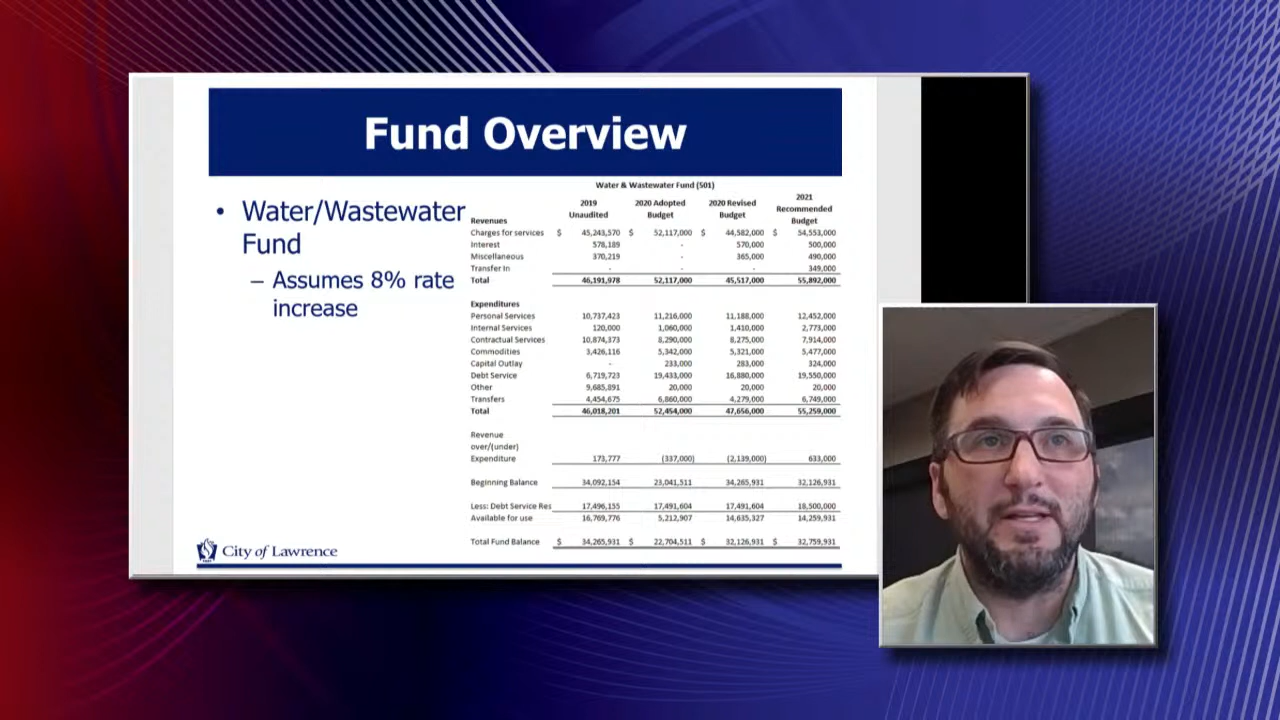 Fund Overview
• Water/Wastewater
Fund
– Assumes 8% rate
increase
Water & Wastewater Fund (501)
2019 Unaudited 2020 Adopted Budget 2020 Revised Budget 2021 Recommended Budget
Revenues
Charges for services $ 45,243,570 $ 52,117,000 $ 44,582,000 $ 54,553,000
Interest 578,189 - 570,000 500,000
Miscellaneous 370,219 - 365,000 490,000
Transfer In - - - 349,000
Total 46,191,978 52,117,000 45,517,000 55,892,000
Expenditures
Personal Services 10,737,423 11,216,000 11,188,000 12,452,000
Internal Services 120,000 1,060,000 1,410,000 2,773,000
Contractual Services 10,874,373 8,290,000 8,275,000 7,914,000
Commodities 3,426,116 5,342,000 5,321,000 5,477,000
Capital Outlay - 233,000 283,000 324,000
Debt Service 6,719,723 19,433,000 16,880,000 19,550,000
Other 9,685,891 20,000 20,000 20,000
Transfers 4,454,675 6,860,000 4,279,000 6,749,000
Total 46,018,201 52,454,000 47,656,000 55,259,000
Revenue
over/(under)
Expenditure 173,777 (337,000) (2,139,000) 633,000
Beginning Balance 34,092,154 23,041,511 34,265,931 32,126,931
Less: Debt Service Res 17,496,155 17,491,604 17,491,604 18,500,000
Available for use 16,769,776 5,212,907 14,635,327 14,259,931
Total Fund Balance $ 34,265,931 $ 22,704,511 $ 32,126,931 $ 32,759,931
City of Lawrence